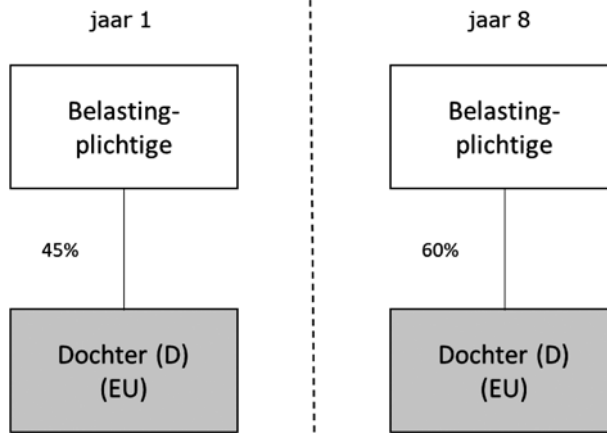 jaar 1
Belasting-
plichtige
45%
Dochter (D)
(EU)
jaar 8
Belasting-
plichtige
60%
Dochter (D)
(EU)